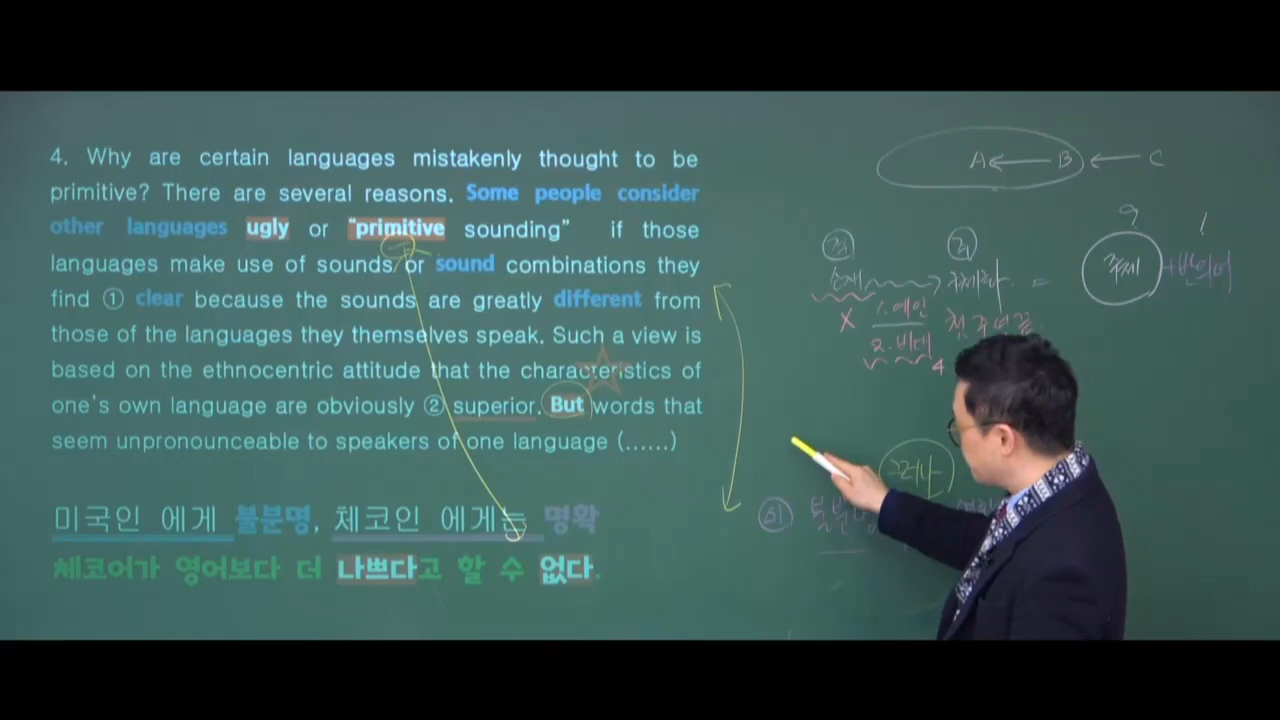 4. Why are certain languages mistakenly thought to be
primitive? There are several reasons. Some people consider
other languages ugly or "primitive sounding" if those
languages make use of sounds or sound combinations they
find ① clear because the sounds are greatly different from
those of the languages they themselves speak. Such a view is
based on the ethnocentric attitude that the characteristics of
one's own language are obviously ② superior. But words that
seem unpronounceable to speakers of one language (......)
미국인 에게 불분명, 체코인 에게는 명확
체코어가 영어보다 더 나쁘다고 할 수 없다.
A ← B ← C
? !
주제 + 반의어
소재
=
X 1. 예인
2. 반대 4
그러나